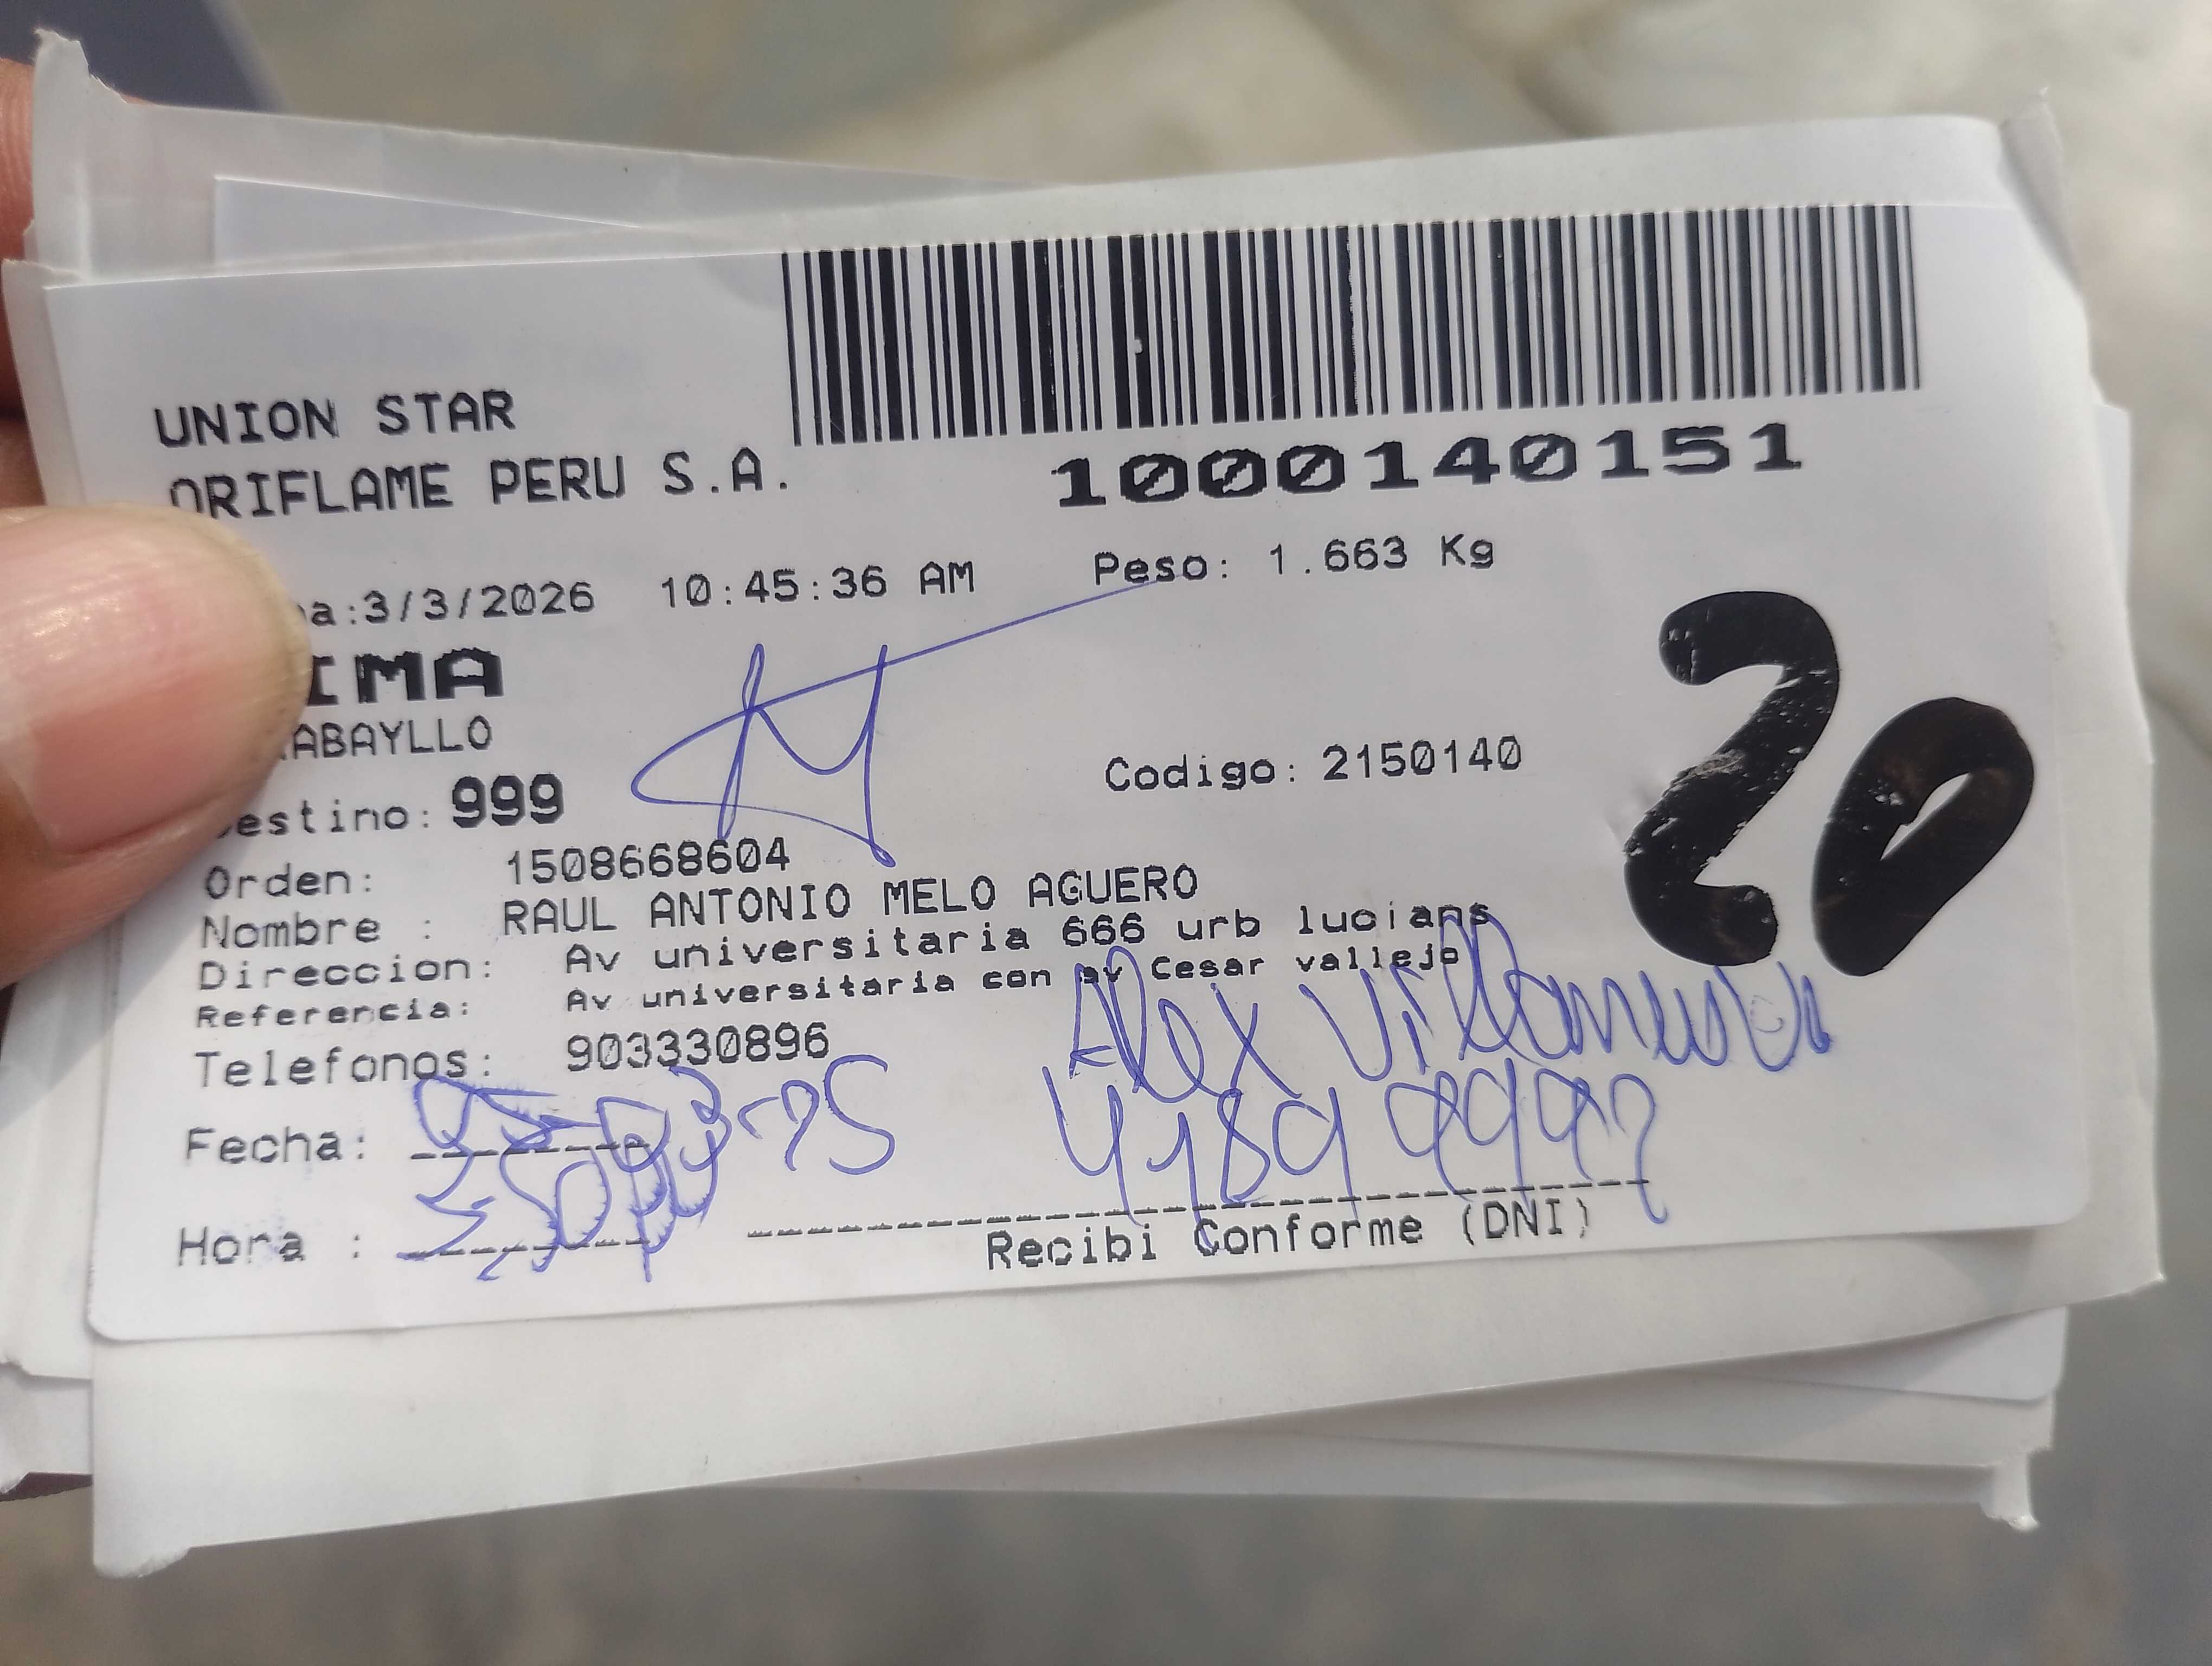 UNION STAR
ORIFLAME PERU S.A.
1000140151
a:3/3/2026 10:45:36 AM Peso: 1.663 Kg
IMA
ABAYLLO
20
estino: 999 Codigo: 2150140
Orden: 1508668604
Nombre : RAUL ANTONIO MELO AGUERO
Direccion: Av universitaria 666 urb lucians
Referencia: Av universitaria con av Cesar vallejo
Telefonos: 903330896
Alex
Fecha:
Hora :
Recibi Conforme (DNI)